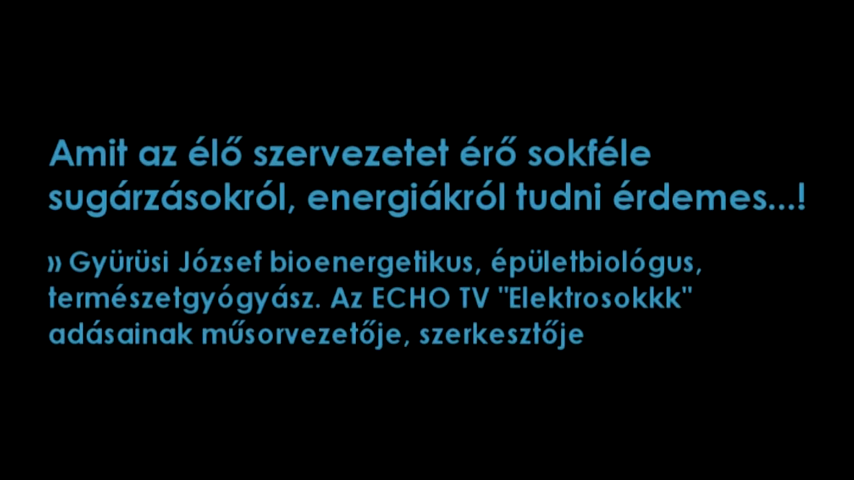 Amit az élő szervezetet érő sokféle
sugárzásokról, energiákról tudni érdemes...!
» Gyürüsi József bioenergetikus, épületbiológus,
természetgyógyász. Az ECHO TV "Elektrosokkk"
adásainak műsorvezetője, szerkesztője